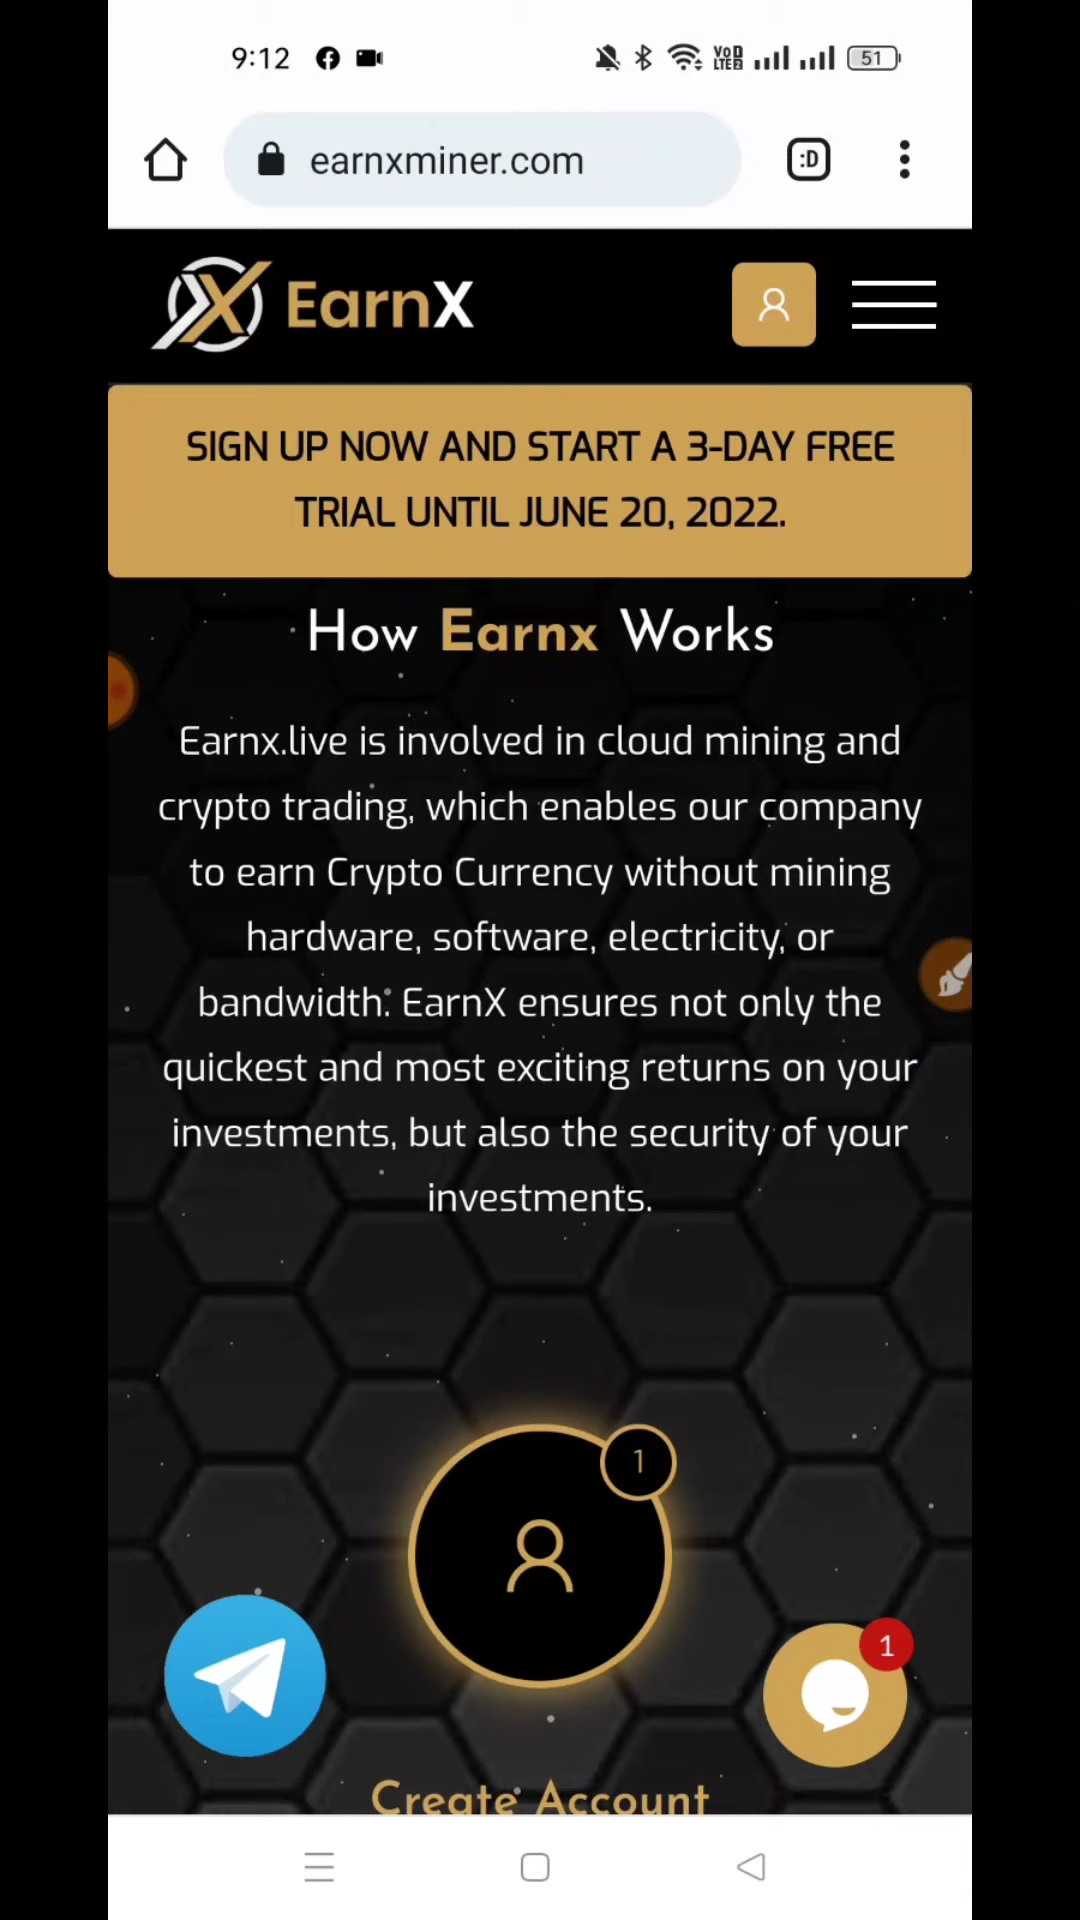 9:12
VoD
LTE2
51
earnxminer.com
:D
EarnX
SIGN UP NOW AND START A 3-DAY FREE
TRIAL UNTIL JUNE 20, 2022.
How Earnx Works
Earnx.live is involved in cloud mining and
crypto trading, which enables our company
to earn Crypto Currency without mining
hardware, software, electricity, or
bandwidth. EarnX ensures not only the
quickest and most exciting returns on your
investments, but also the security of your
investments.
1
1
Create Account